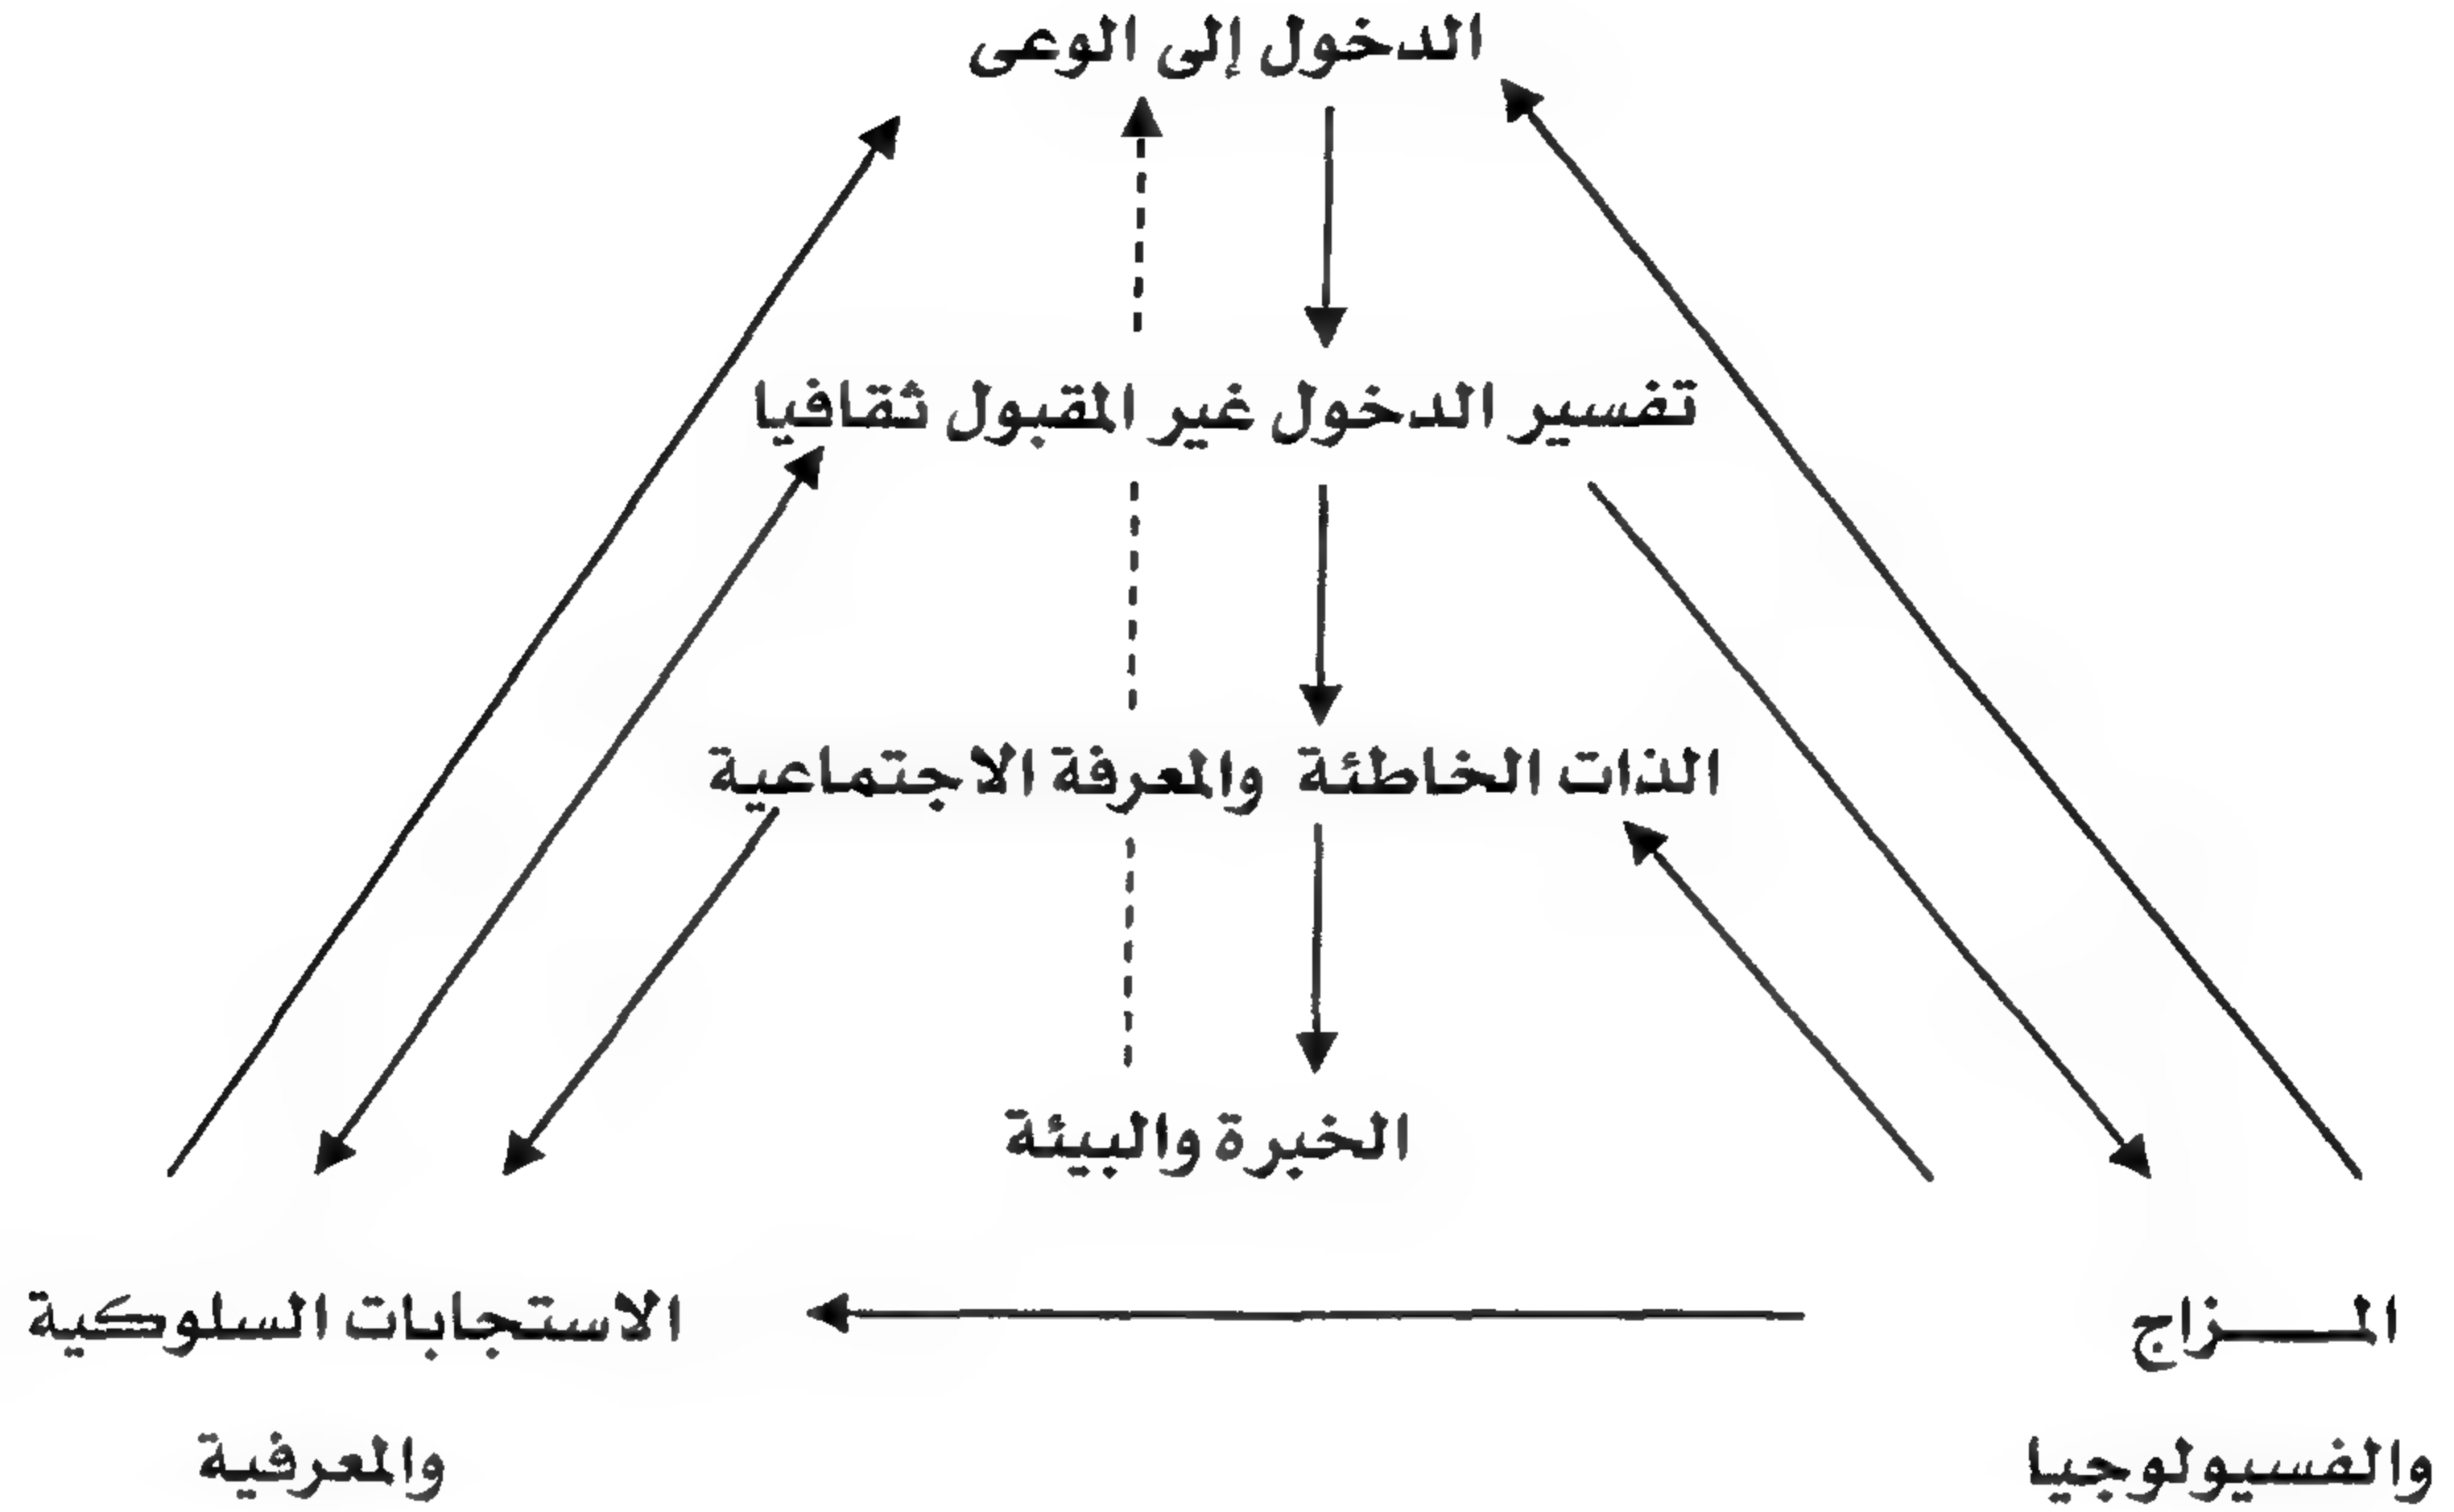 الدخول إلى الوعى
تفسير الدخول غير المقبول ثقافيا
الذات الخاطئة والمعرفة الاجتماعية
الخبرة والبيئة
المـــــزاج
والفسيولوجيا
الاستجابات السلوكية
والمعرفية